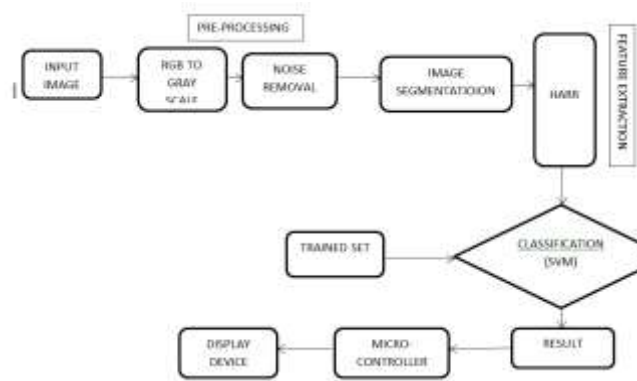 PRE-PROCESSING
INPUT
IMAGE
RGB TO
GRAY
SCALE
NOISE
REMOVAL
IMAGE
SEGMENTATIOION
HARR
FEATURE EXTRACTION
TRAINED SET
CLASSIFICATION
(SVM)
DISPLAY
DEVICE
MICRO-
CONTROLLER
RESULT